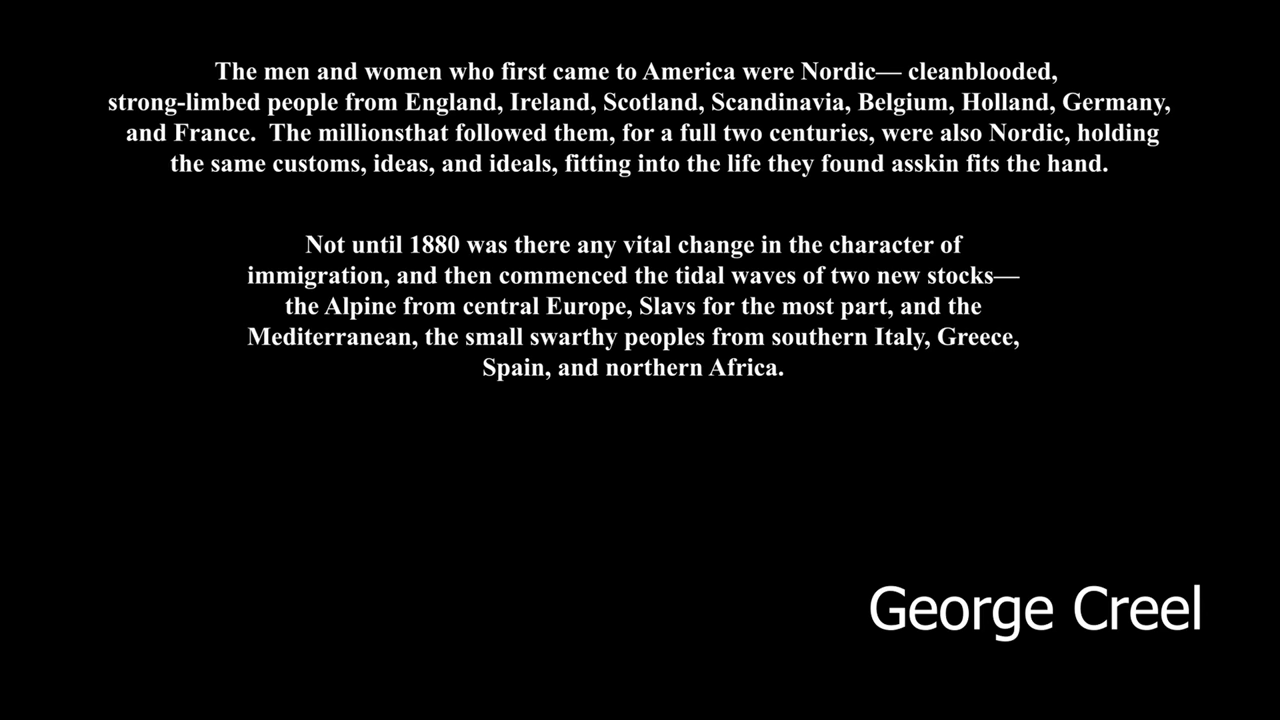 The men and women who first came to America were Nordic— cleanblooded,
strong-limbed people from England, Ireland, Scotland, Scandinavia, Belgium, Holland, Germany,
and France.  The millionsthat followed them, for a full two centuries, were also Nordic, holding
the same customs, ideas, and ideals, fitting into the life they found asskin fits the hand.
Not until 1880 was there any vital change in the character of
immigration, and then commenced the tidal waves of two new stocks—
the Alpine from central Europe, Slavs for the most part, and the
Mediterranean, the small swarthy peoples from southern Italy, Greece,
Spain, and northern Africa.
George Creel